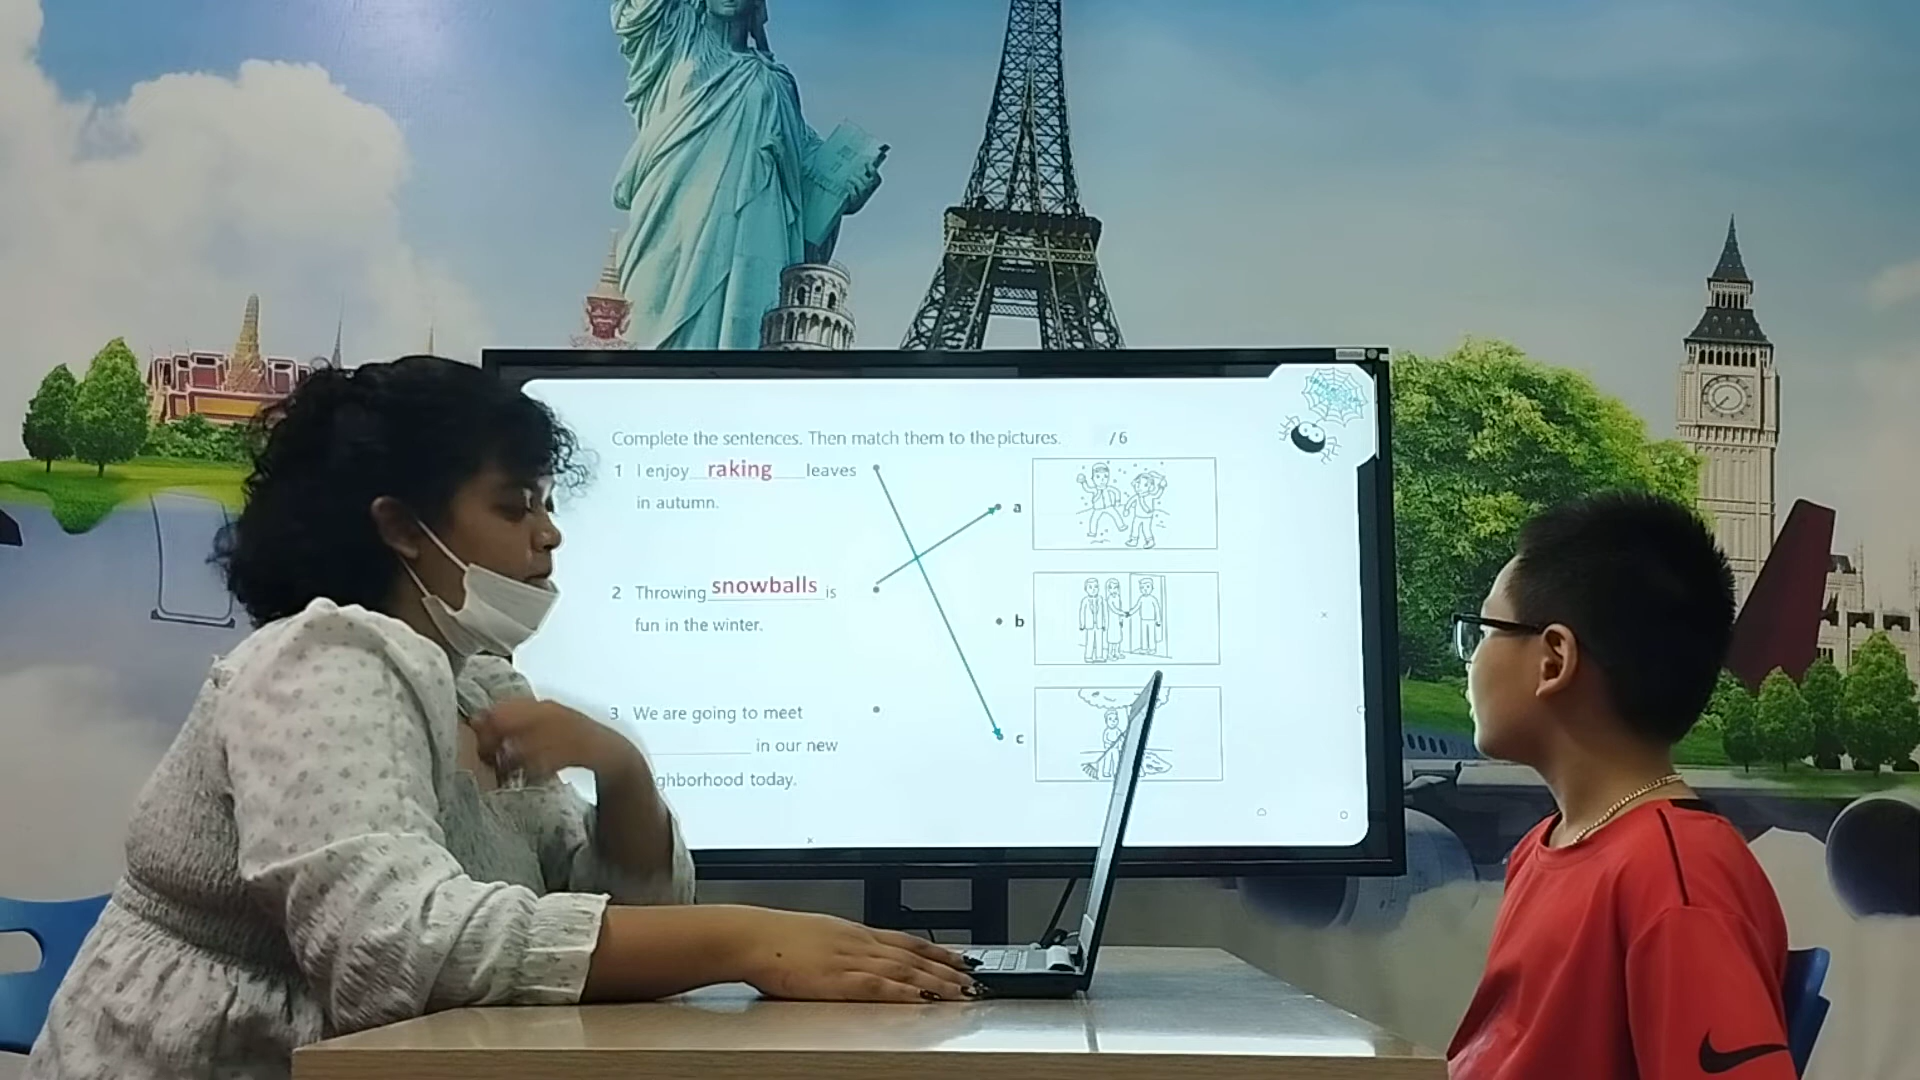 Complete the sentences. Then match them to the pictures. /6
1 I enjoy raking leaves
in autumn.
a
2 Throwing snowballs is
fun in the winter.
b
3 We are going to meet
in our new
c
ghborhood today.